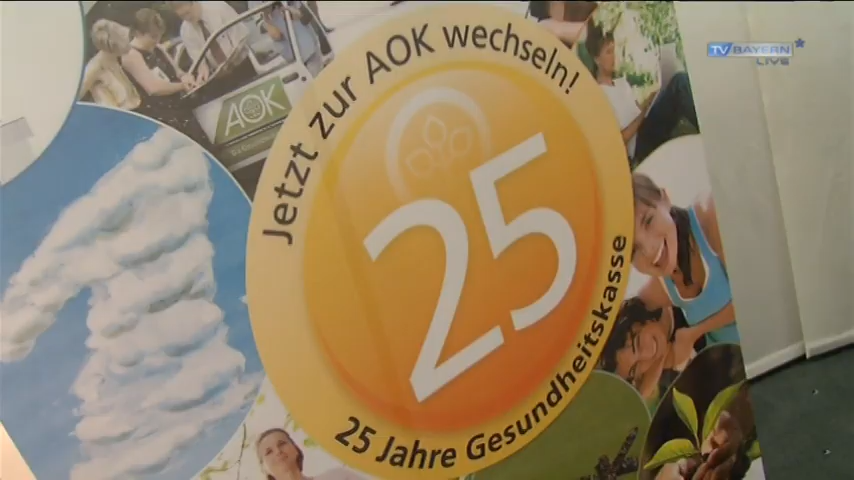 TV BAYERN
LIVE
AOK
Jetzt zur AOK wechseln!
25
25 Jahre Gesundheitskasse